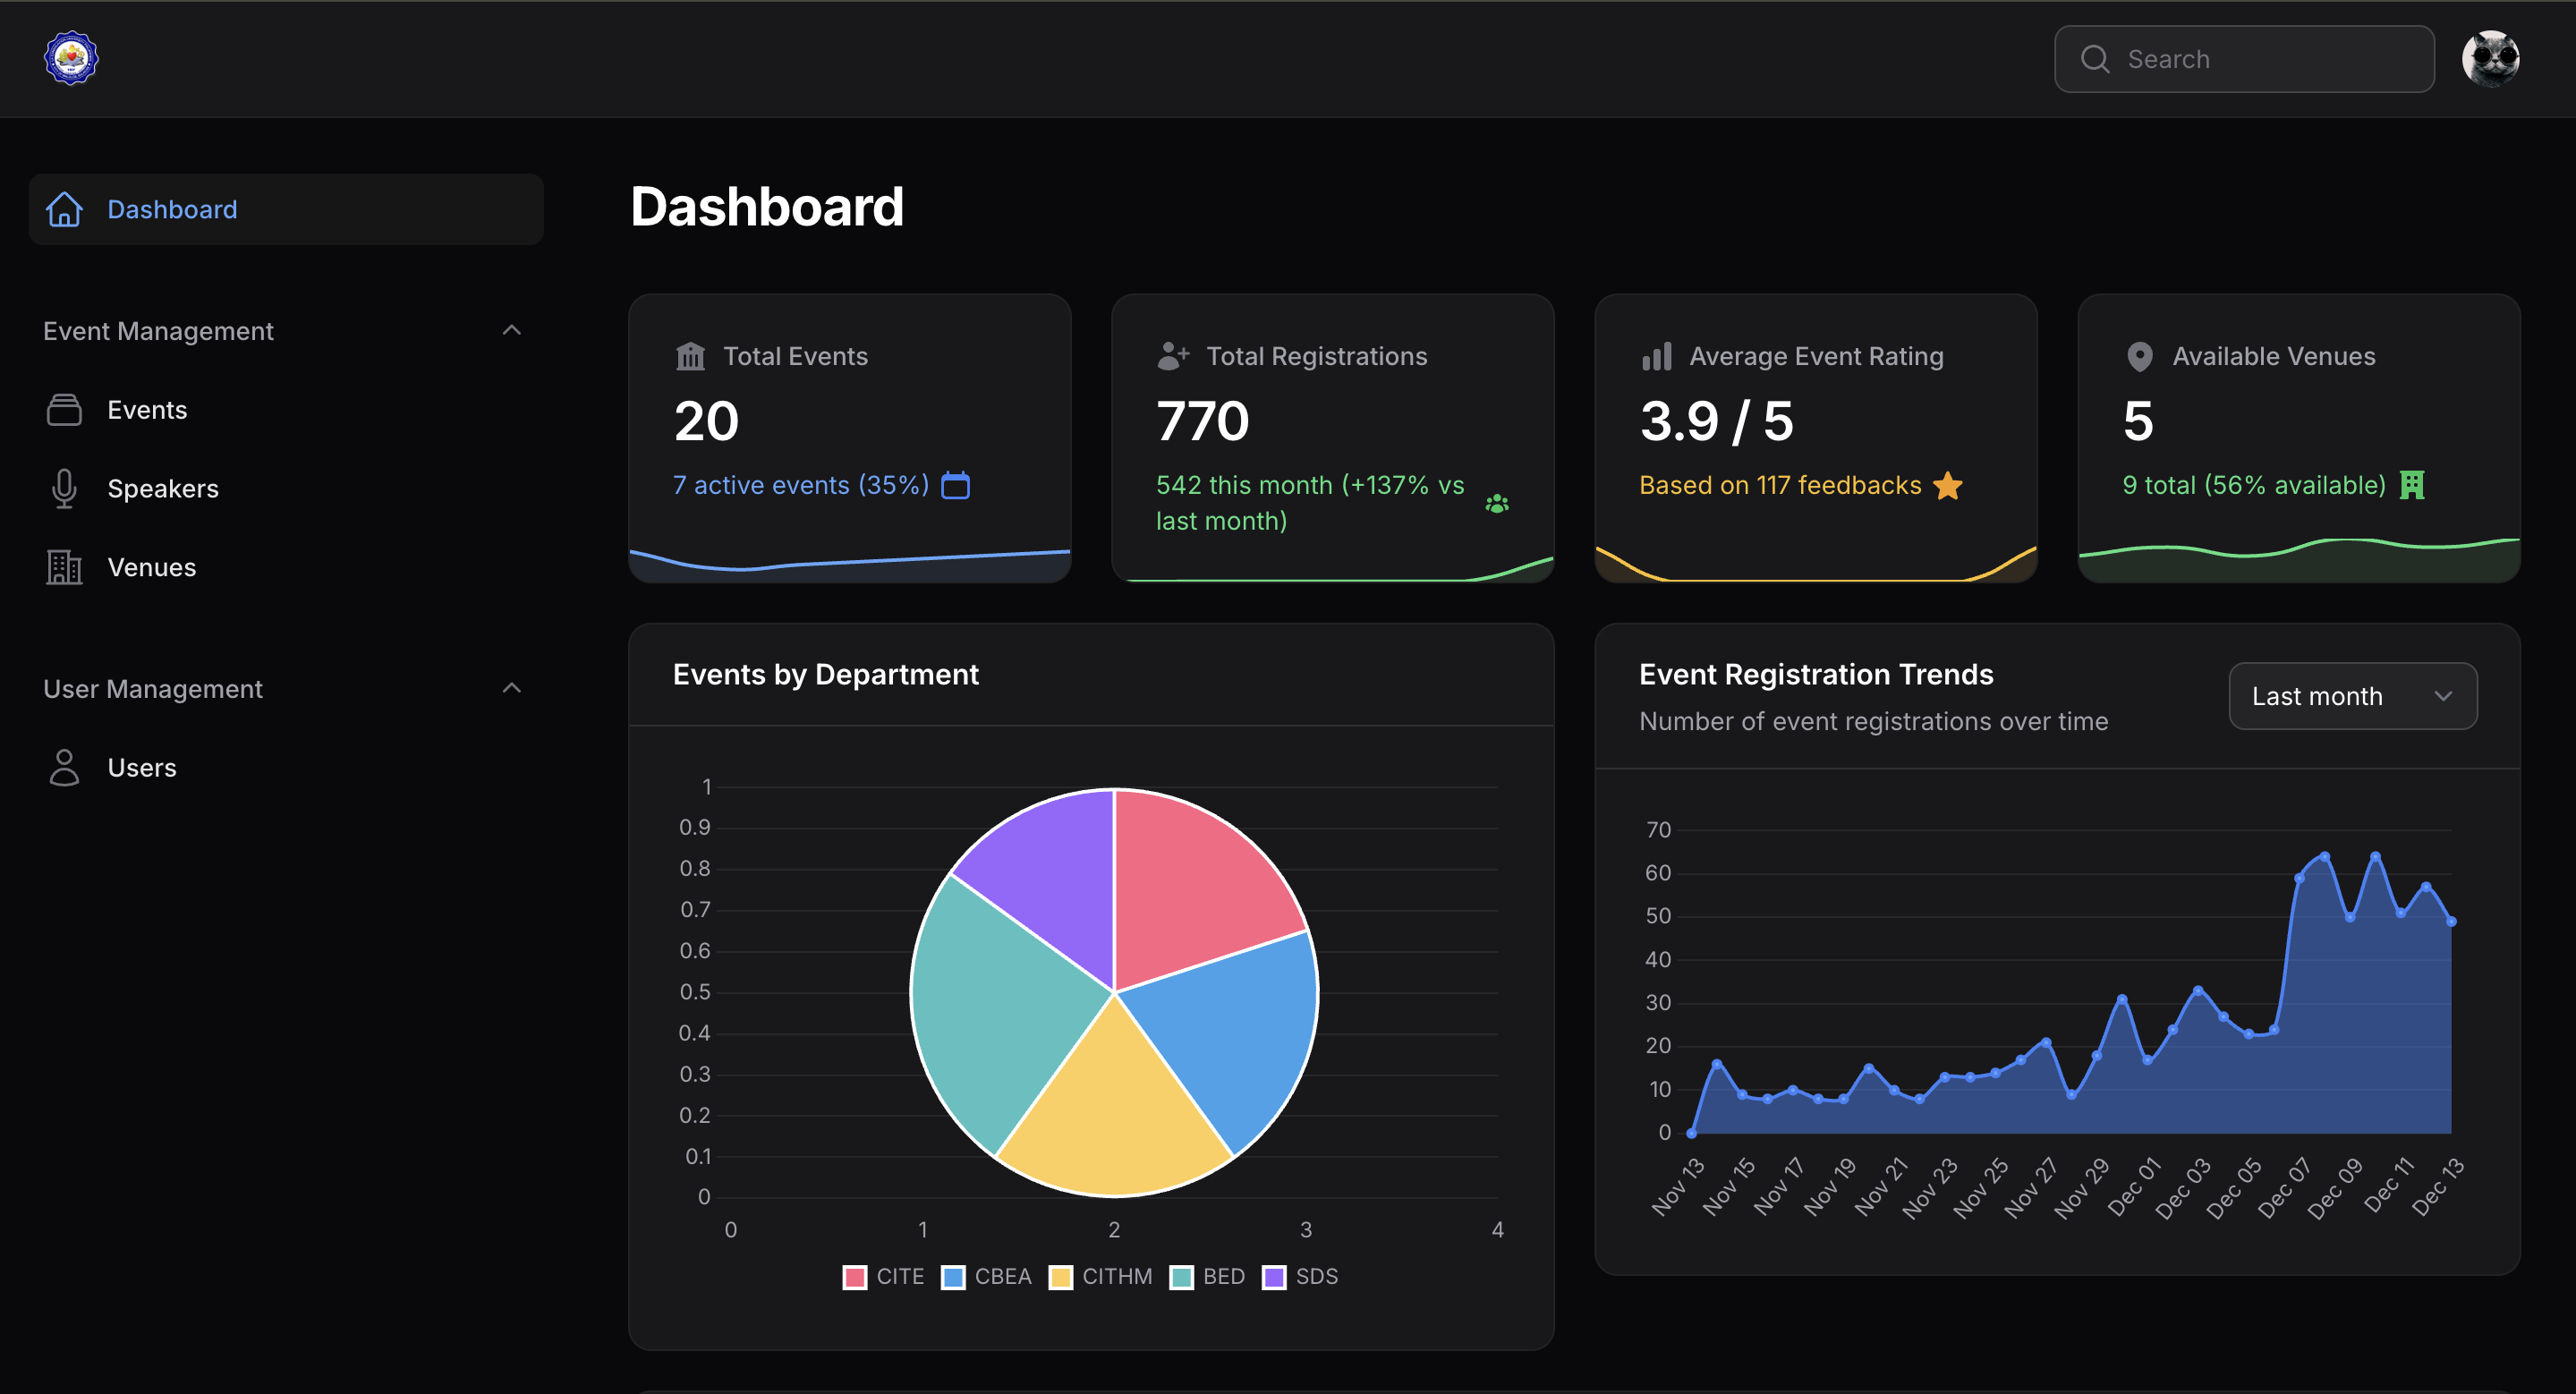 Search
Dashboard
Event Management
Events
Speakers
Venues
User Management
Users
Dashboard
Total Events
20
7 active events (35%)
Total Registrations
770
542 this month (+137% vs
last month)
Average Event Rating
3.9 / 5
Based on 117 feedbacks
Available Venues
5
9 total (56% available)
Events by Department
1
0.9
0.8
0.7
0.6
0.5
0.4
0.3
0.2
0.1
0
0 1 2 3 4
CITE CBEA CITHM BED SDS
Event Registration Trends
Number of event registrations over time
Last month
70
60
50
40
30
20
10
0
Nov 13 Nov 15 Nov 17 Nov 19 Nov 21 Nov 23 Nov 25 Nov 27 Nov 29 Dec 01 Dec 03 Dec 05 Dec 07 Dec 09 Dec 11 Dec 13